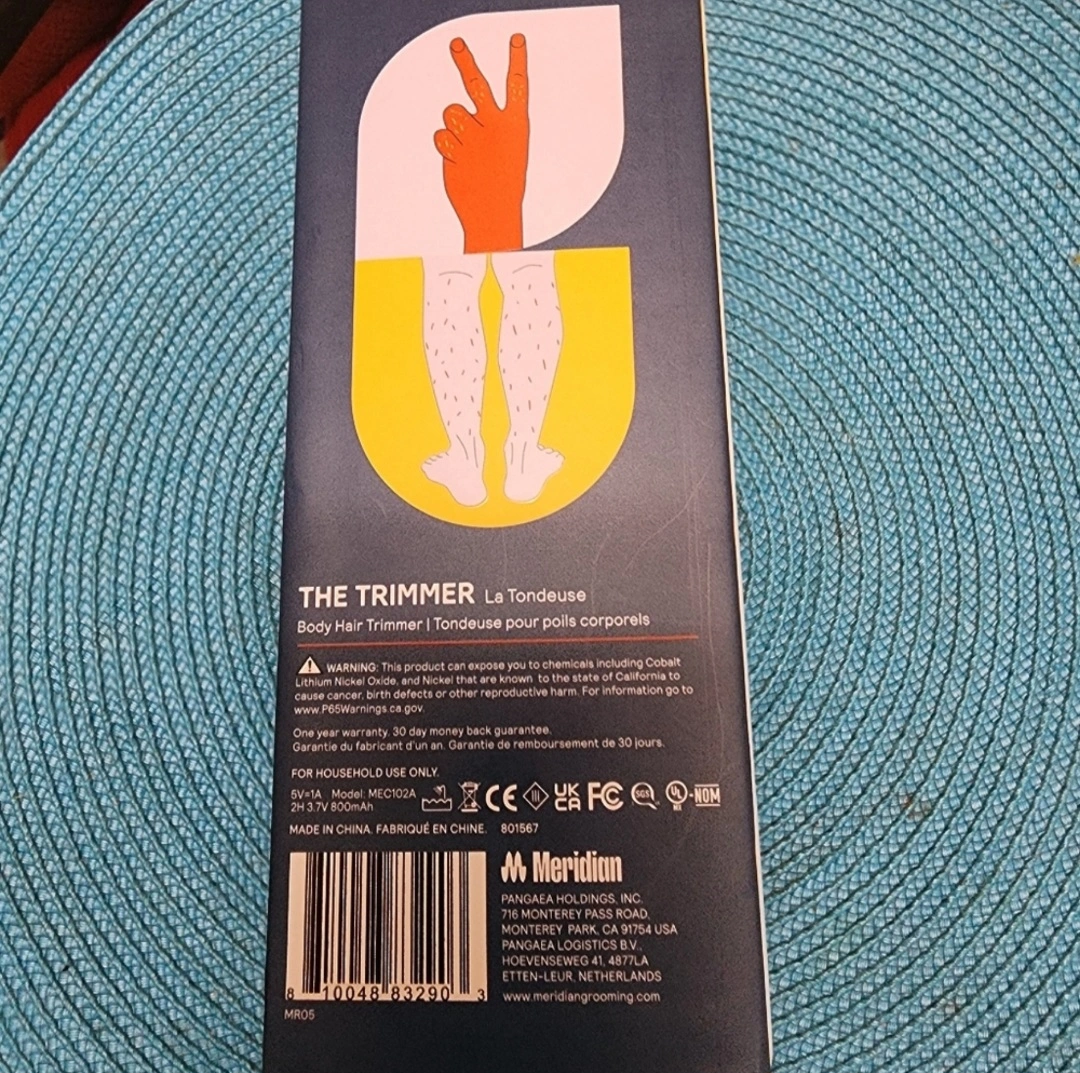 THE TRIMMER La Tondeuse
Body Hair Trimmer | Tondeuse pour poils corporels
WARNING: This product can expose you to chemicals including Cobalt
Lithium Nickel Oxide, and Nickel that are known to the state of California to
cause cancer, birth defects or other reproductive harm. For information go to
www.P65Warnings.ca.gov.
One year warranty. 30 day money back guarantee.
Garantie du fabricant d'un an. Garantie de remboursement de 30 jours.
FOR HOUSEHOLD USE ONLY.
5V=1A Model: MEC102A
2H 3.7V 800mAh
CE III UK CA FC SGS UL NOM
MADE IN CHINA. FABRIQUÉ EN CHINE. 801567
Meridian
PANGAEA HOLDINGS, INC.
716 MONTEREY PASS ROAD,
MONTEREY PARK, CA 91754 USA
PANGAEA LOGISTICS B.V.,
HOEVENSEWEG 41, 4877LA
ETTEN-LEUR, NETHERLANDS
www.meridiangrooming.com
8 10048 83290 3
MR05